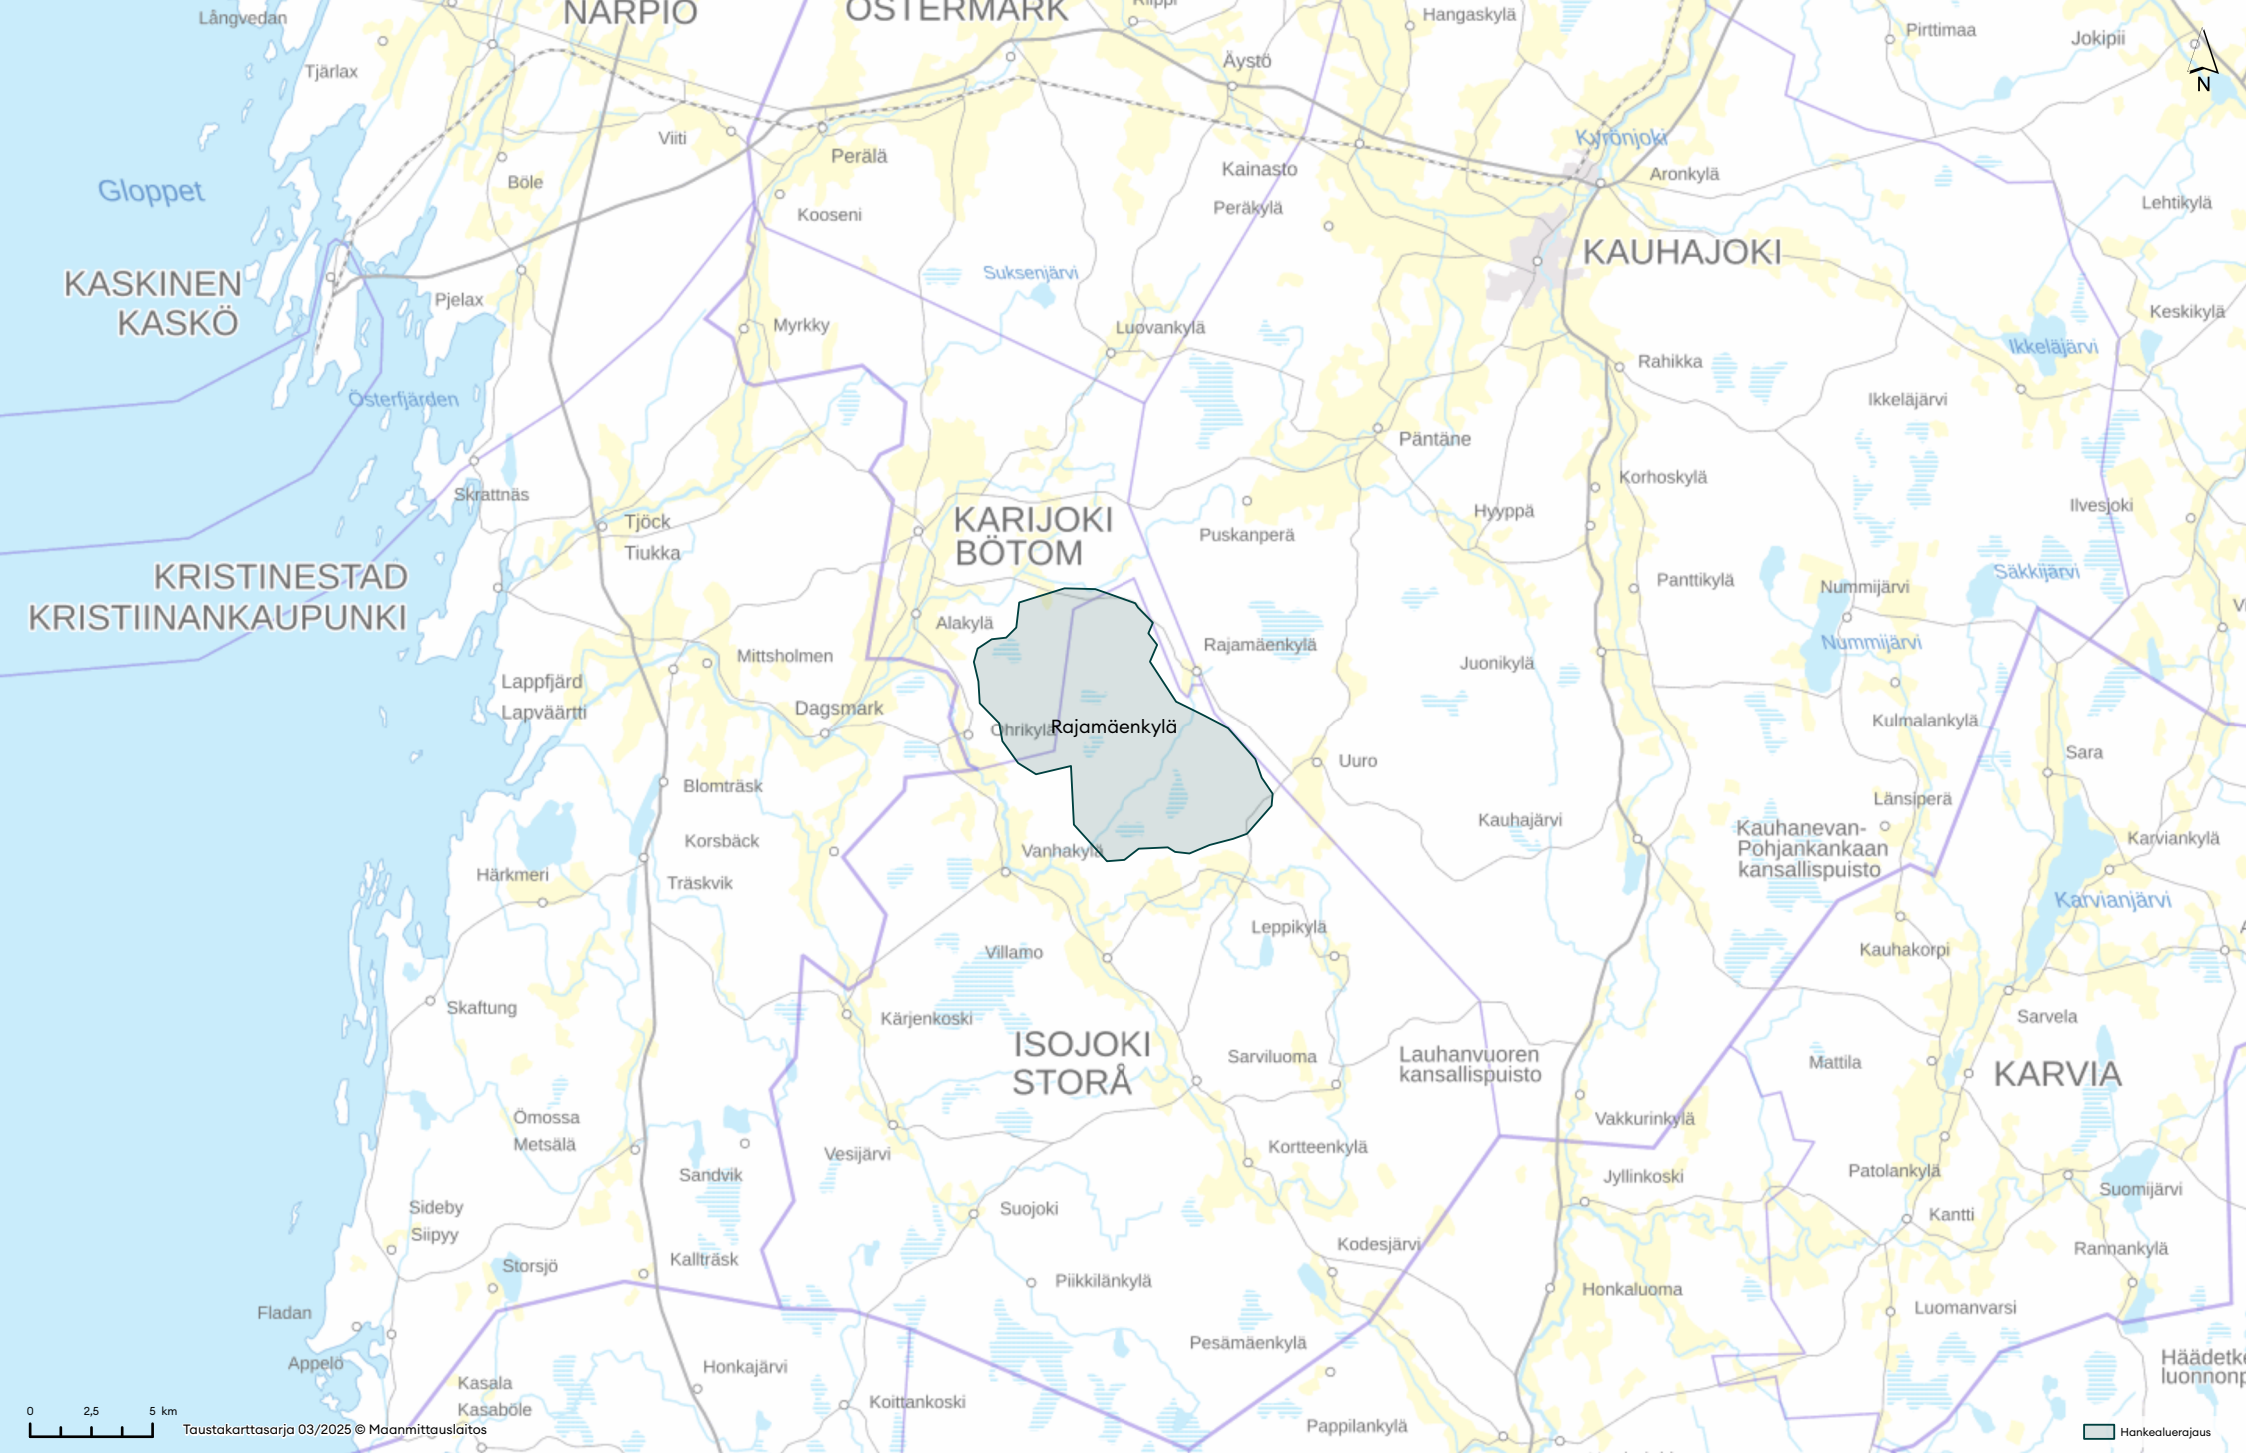 Långvedan
NÄRPIÖ
ÖSTERMARK
Hangaskylä
Pirttimaa
Jokipii
Tjärlax
Äystö
N
Viiti
Perälä
Kyrönjoki
Kainasto
Aronkylä
Böle
Gloppet
Kooseni
Peräkylä
Lehtikylä
KAUHAJOKI
KASKINEN
KASKÖ
Suksenjärvi
Pjelax
Myrkky
Luovankylä
Keskikylä
Ikkeläjärvi
Rahikka
Österfjärden
Ikkeläjärvi
Päntäne
Korhoskylä
Skrattnäs
Hyyppä
Ilvesjoki
Tjöck
Tiukka
KARIJOKI
BÖTOM
Puskanperä
KRISTINESTAD
KRISTIINANKAUPUNKI
Panttikylä
Nummijärvi
Säkkijärvi
Alakylä
Rajamäenkylä
Nummijärvi
Mittsholmen
Juonikylä
Lappfjärd
Lapväärtti
Dagsmark
Ohrikylä
Rajamäenkylä
Kulmalankylä
Uuro
Sara
Blomträsk
Länsiperä
Kauhajärvi
Korsbäck
Vanhakylä
Kauhanevan-
Pohjankankaan
kansallispuisto
Karviankylä
Härkmeri
Träskvik
Karvianjärvi
Leppikylä
Villamo
Kauhakorpi
Skaftung
Kärjenkoski
Sarvela
ISOJOKI
STORÅ
Sarviluoma
Lauhanvuoren
kansallispuisto
Mattila
KARVIA
Ömossa
Metsälä
Vakkurinkylä
Vesijärvi
Kortteenkylä
Sandvik
Jyllinkoski
Patolankylä
Suomijärvi
Sideby
Siipyy
Suojoki
Kantti
Kodesjärvi
Rannankylä
Storsjö
Kallträsk
Piikkilänkylä
Honkaluoma
Fladan
Luomanvarsi
Pesämäenkylä
Appelö
Honkajärvi
Kasala
Kasaböle
Koittankoski
Pappilankylä
0 2,5 5 km
Taustakarttasarja 03/2025 © Maanmittauslaitos
Hankealuerajaus